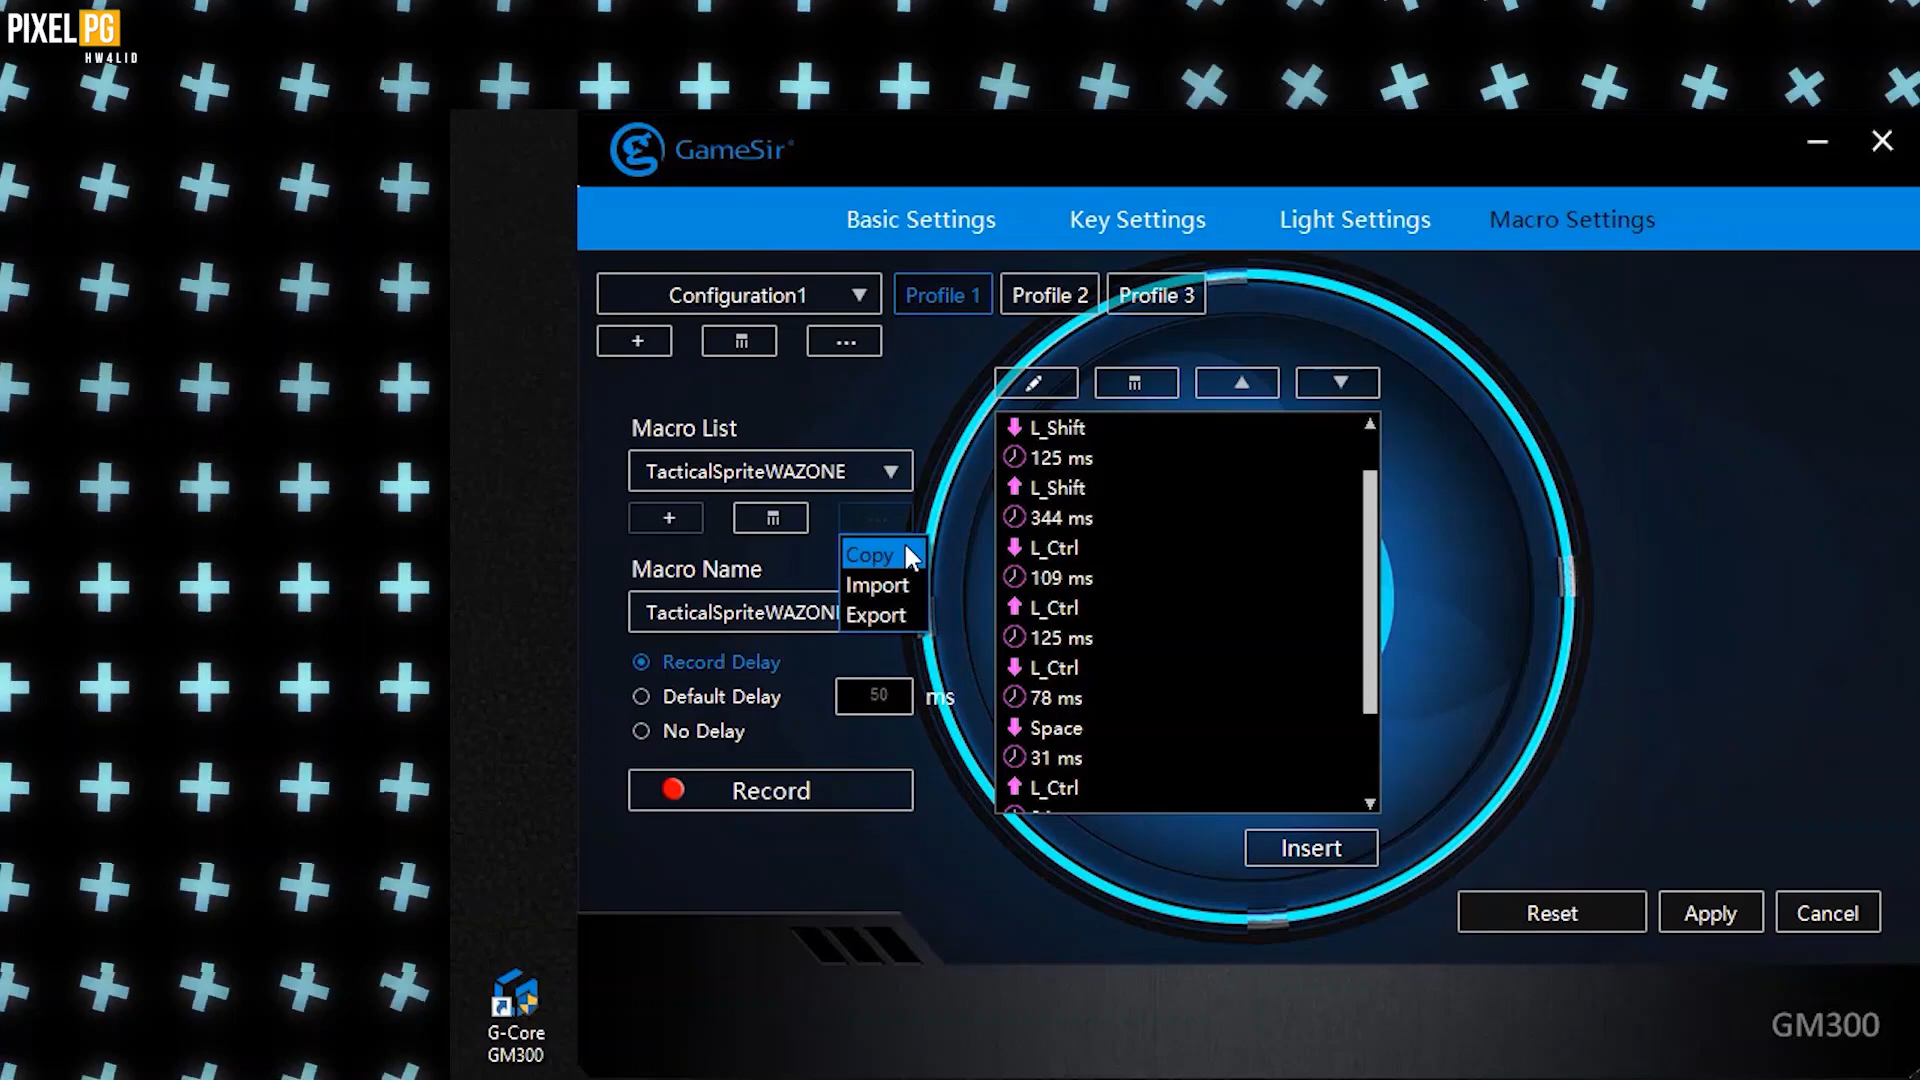 PIXEL PG
HW4LID
GameSir®
Basic Settings
Key Settings
Light Settings
Macro Settings
Configuration1
Profile 1
Profile 2
Profile 3
+
...
Macro List
TacticalSpriteWAZONE
+
Copy
Import
Export
Macro Name
TacticalSpriteWAZON
Record Delay
Default Delay
50
ms
No Delay
Record
L_Shift
125 ms
L_Shift
344 ms
L_Ctrl
109 ms
L_Ctrl
125 ms
L_Ctrl
78 ms
Space
31 ms
L_Ctrl
Insert
Reset
Apply
Cancel
G-Core
GM300
GM300